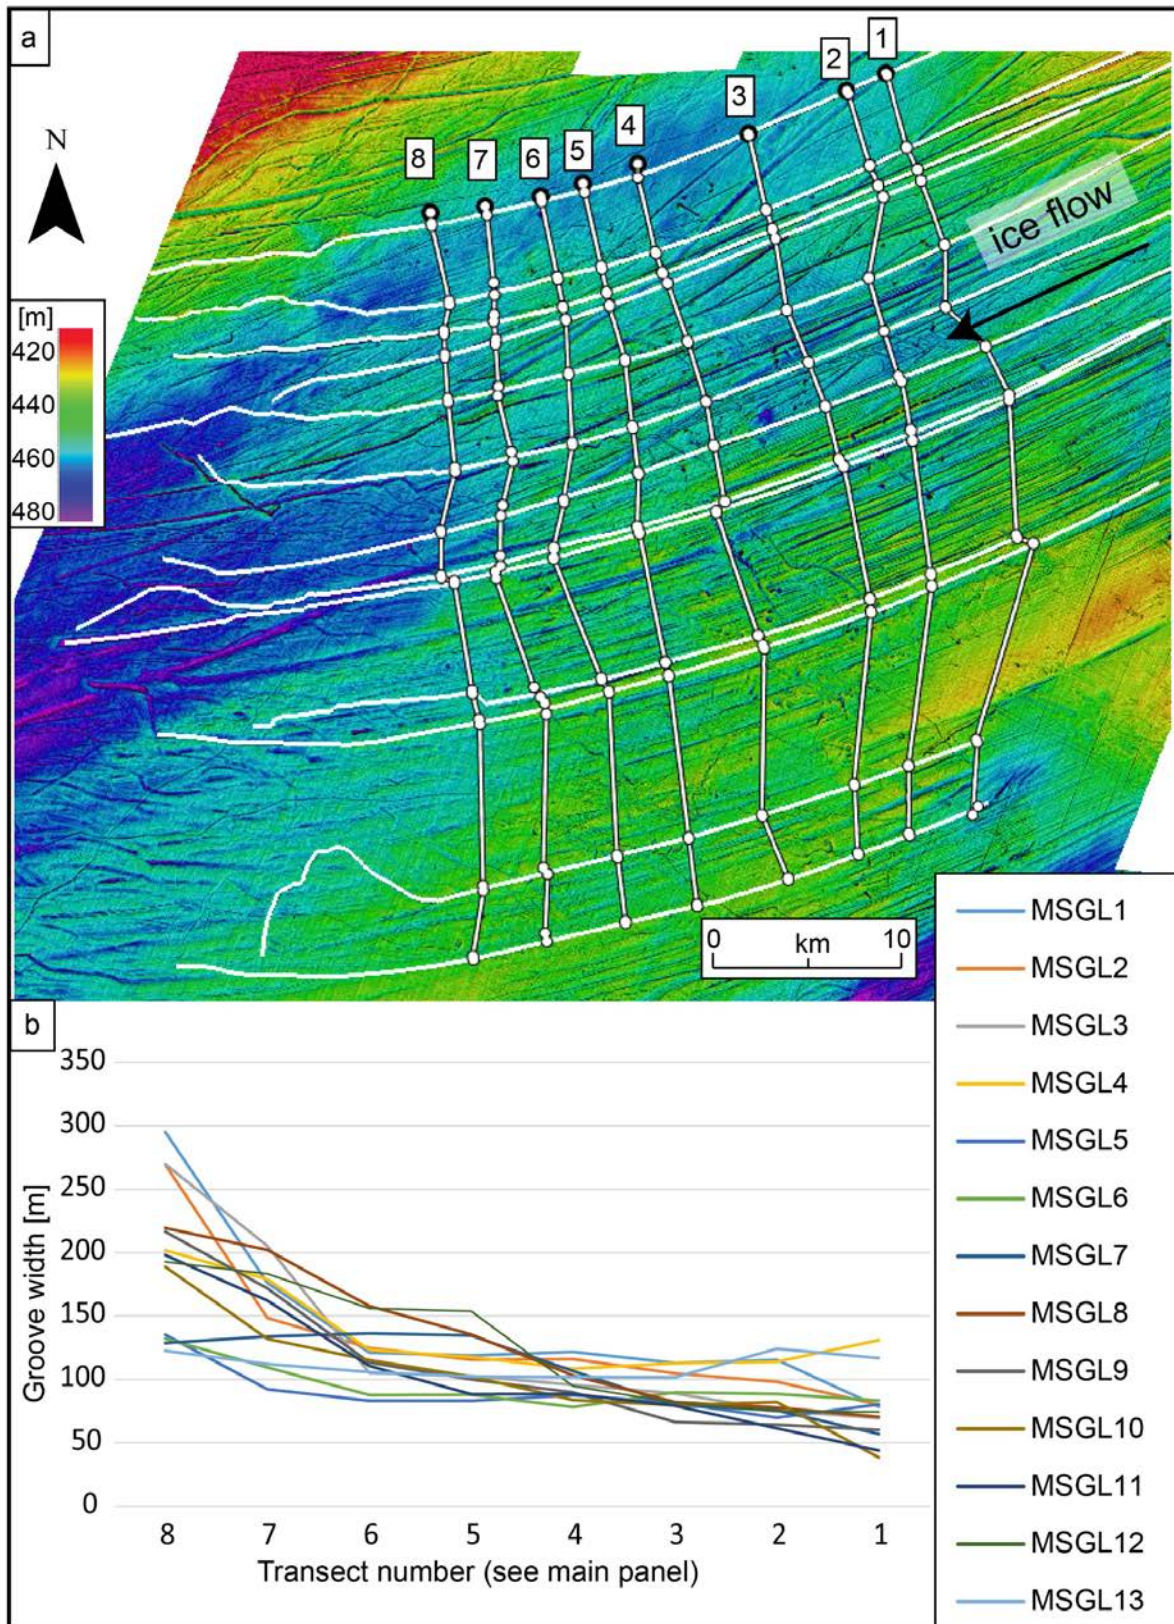 a
1
2
3
4
5
6
7
8
N
ice flow
[m]
420
440
460
480
0 km 10
b
350
300
250
200
150
100
50
0
Groove width [m]
8 7 6 5 4 3 2 1
Transect number (see main panel)
MSGL1
MSGL2
MSGL3
MSGL4
MSGL5
MSGL6
MSGL7
MSGL8
MSGL9
MSGL10
MSGL11
MSGL12
MSGL13